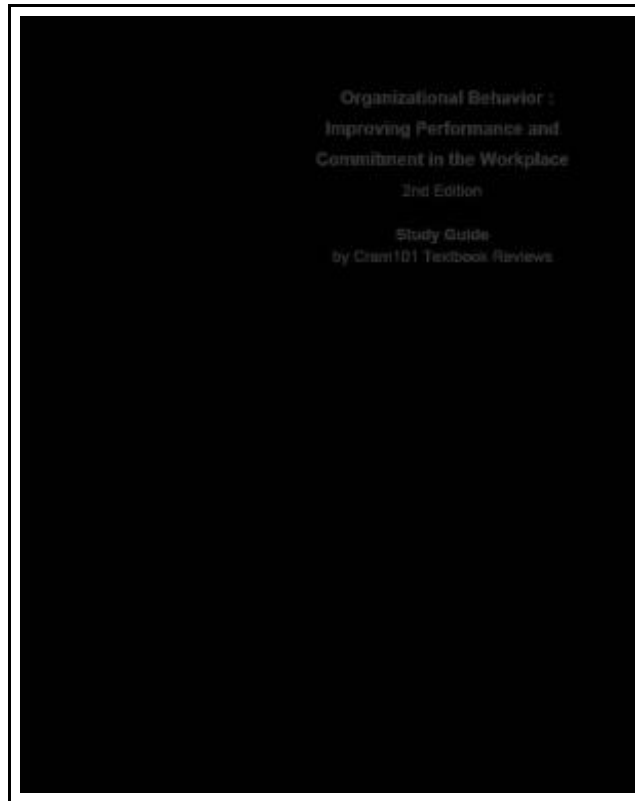 Organizational Behavior :
Improving Performance and
Commitment in the Workplace
2nd Edition
Study Guide
by Cram101 Textbook Reviews